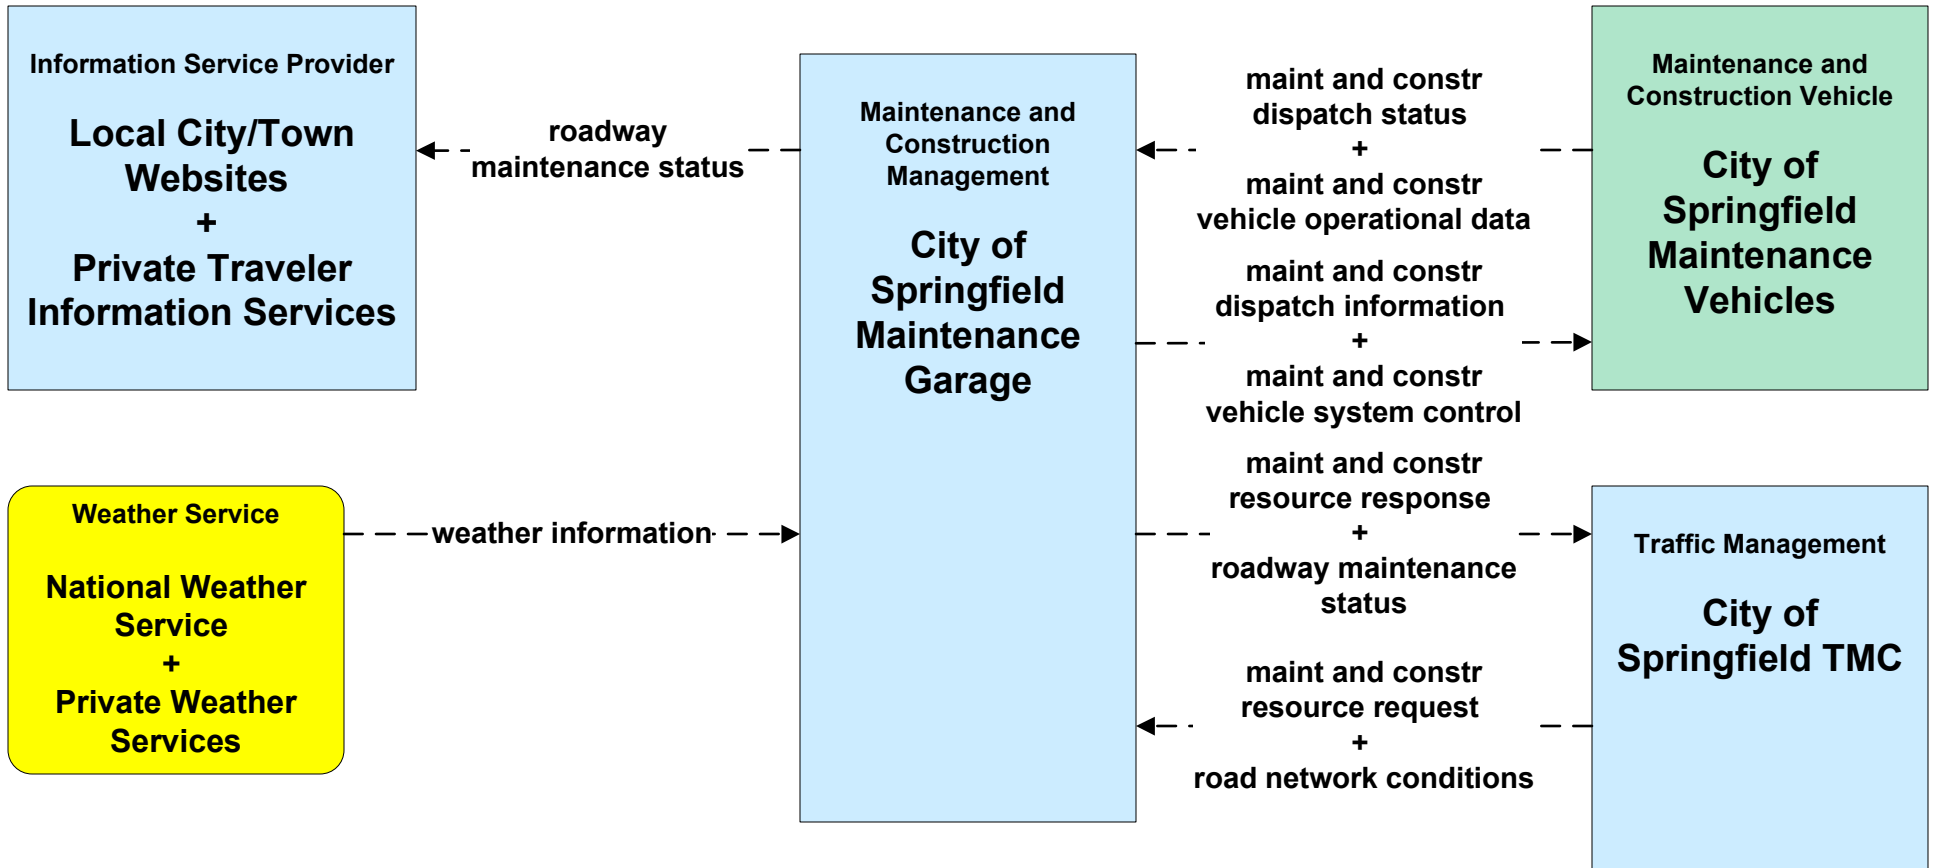 Information Service Provider
Local City/Town
Websites
+
Private Traveler
Information Services
roadway
maintenance status
Weather Service
National Weather
Service
+
Private Weather
Services
weather information
Maintenance and
Construction
Management
City of
Springfield
Maintenance
Garage
maint and constr
dispatch status
+
maint and constr
vehicle operational data
maint and constr
dispatch information
+
maint and constr
vehicle system control
maint and constr
resource response
+
roadway maintenance
status
maint and constr
resource request
+
road network conditions
Maintenance and
Construction Vehicle
City of
Springfield
Maintenance
Vehicles
Traffic Management
City of
Springfield TMC